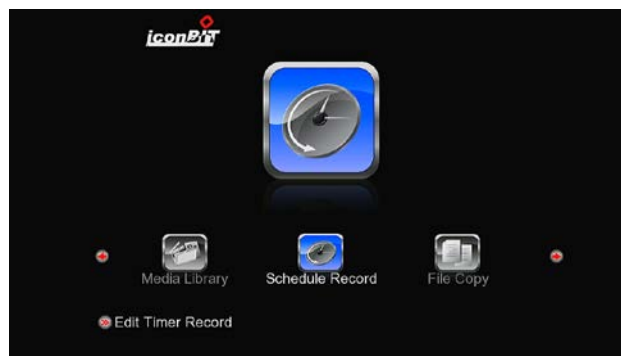 iconBIT
Media Library
Schedule Record
File Copy
Edit Timer Record